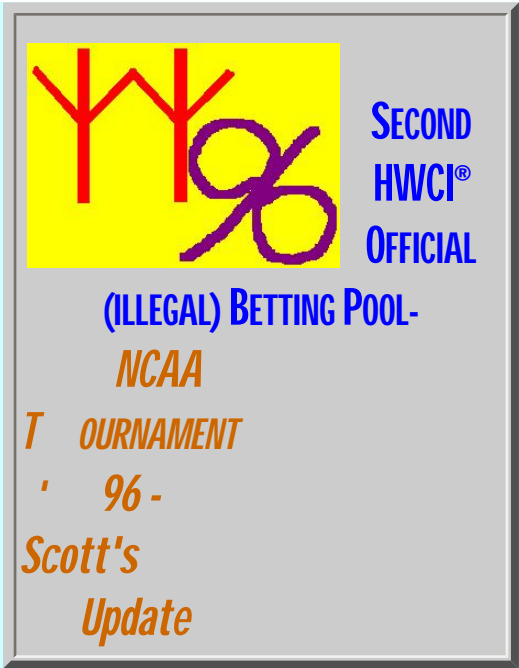 SECOND
HWCI®
OFFICIAL
(ILLEGAL) BETTING POOL-
NCAA
T OURNAMENT
' 96 -
Scott's
Update